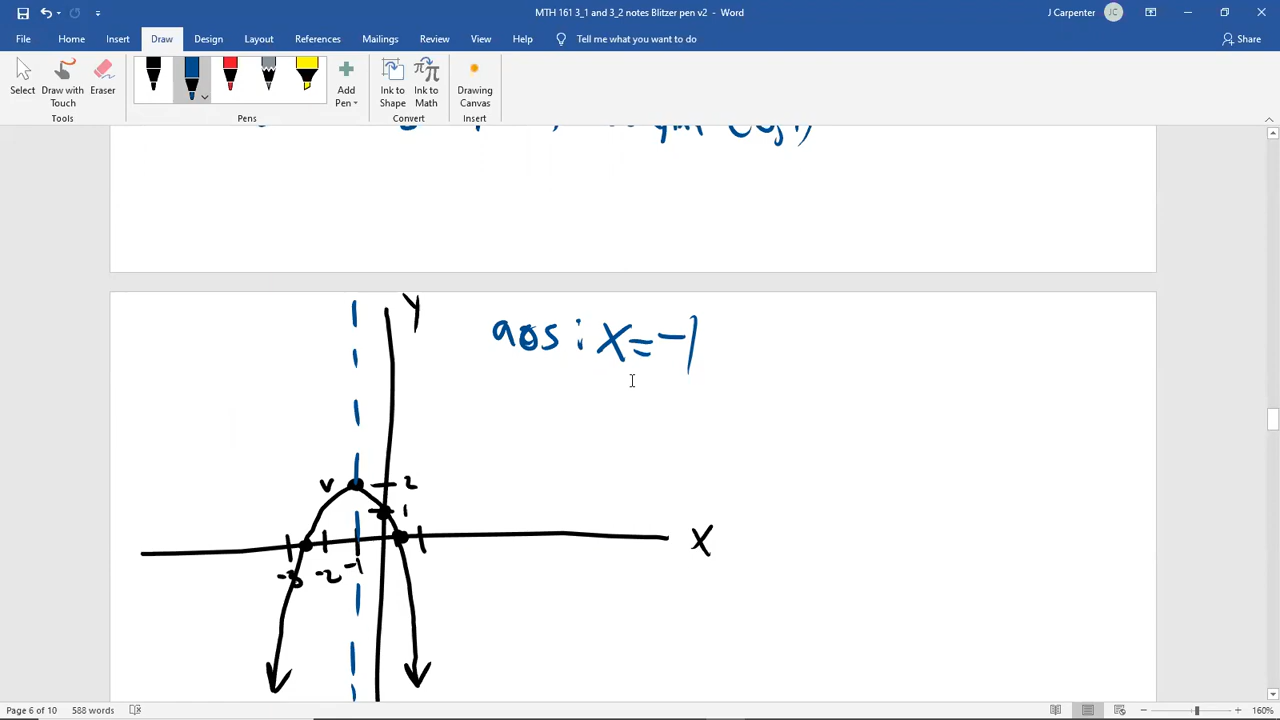 MTH 161 3_1 and 3_2 notes Blitzer pen v2 - Word
J Carpenter
JC
File Home Insert Draw Design Layout References Mailings Review View Help Tell me what you want to do
Share
Select
Draw with Touch
Eraser
Add Pen
Ink to Shape
Ink to Math
Drawing Canvas
Tools
Pens
Convert
Insert
y
aos : x = -1
V
2
1
x
-3 -2 -1
Page 6 of 10
588 words
160%